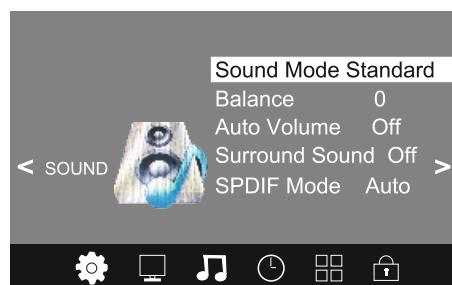 Sound Mode Standard
Balance 0
Auto Volume Off
Surround Sound Off
SPDIF Mode Auto
< SOUND >